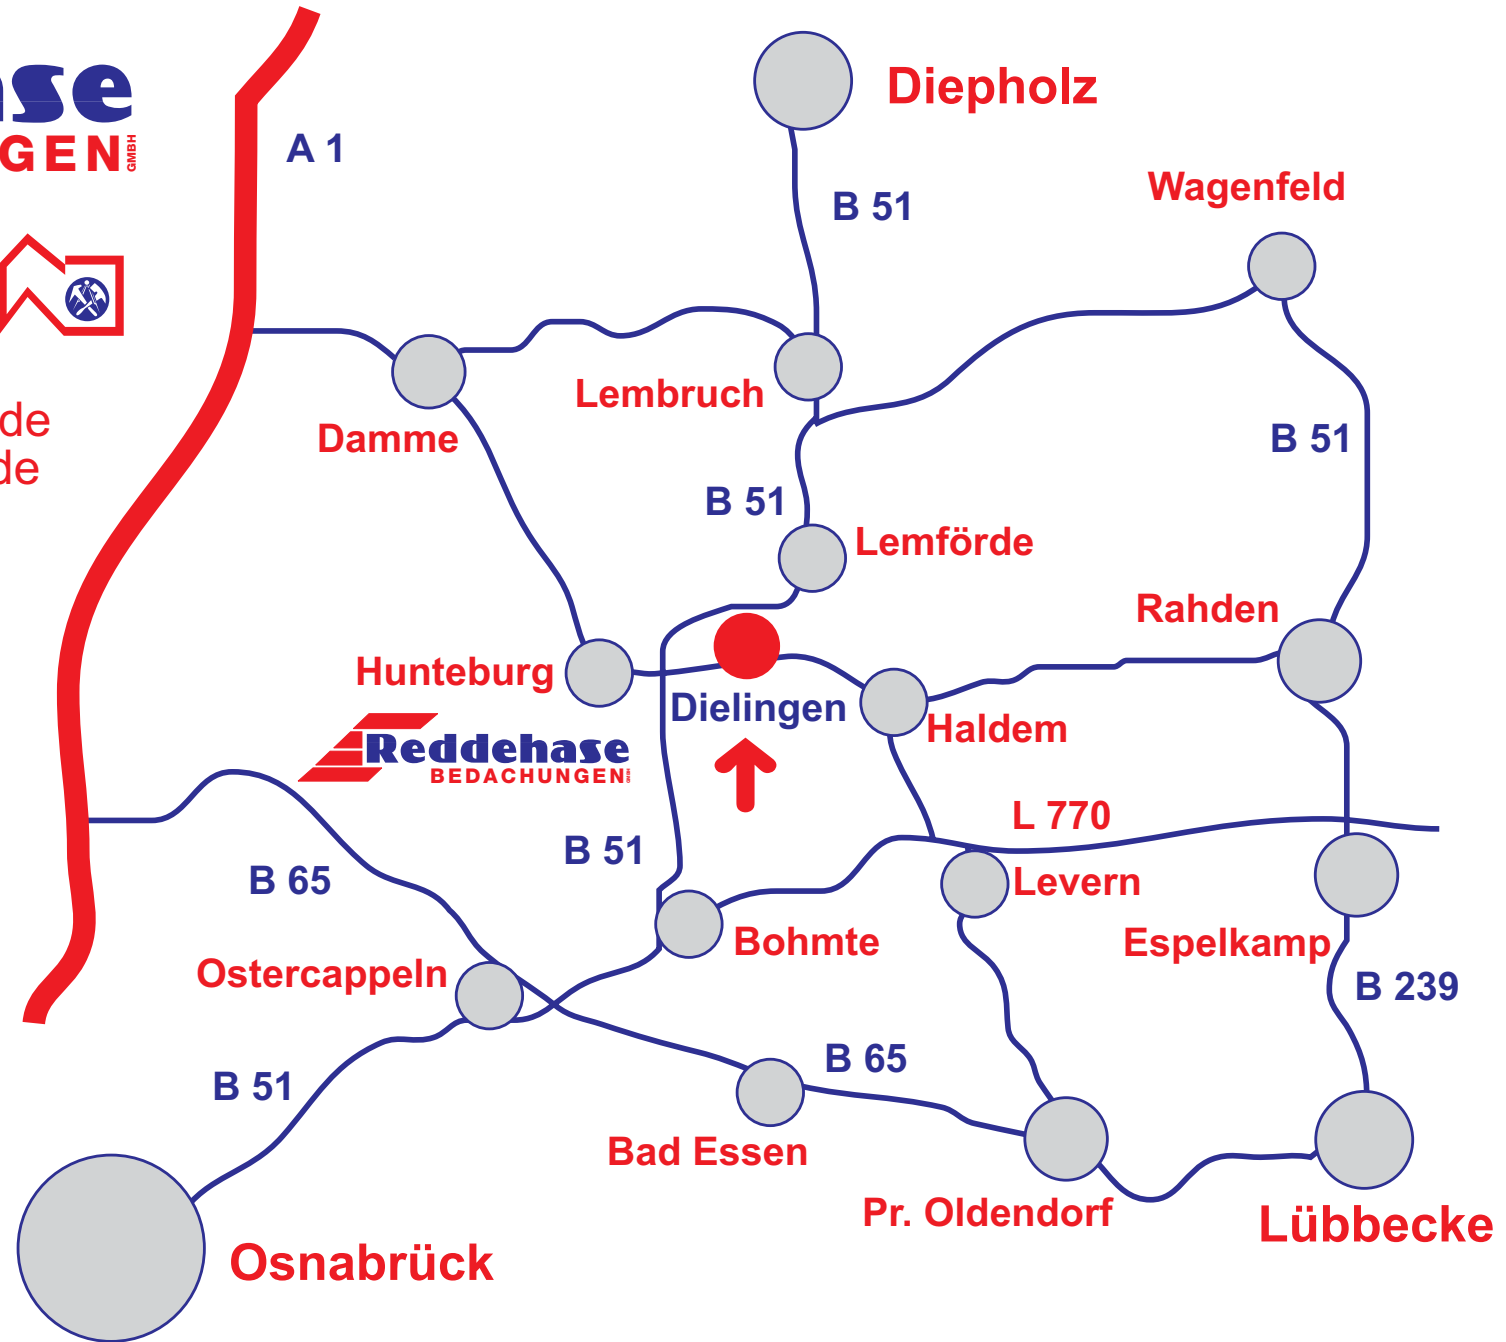 ase
GEN GMBH
A 1
Diepholz
B 51
Wagenfeld
de
de
Damme
Lembruch
B 51
B 51
Lemförde
Rahden
Hunteburg
Dielingen
Haldem
Reddehase
BEDACHUNGEN
L 770
B 51
B 65
Levern
Bohmte
Espelkamp
Ostercappeln
B 239
B 65
B 51
Bad Essen
Pr. Oldendorf
Lübbecke
Osnabrück